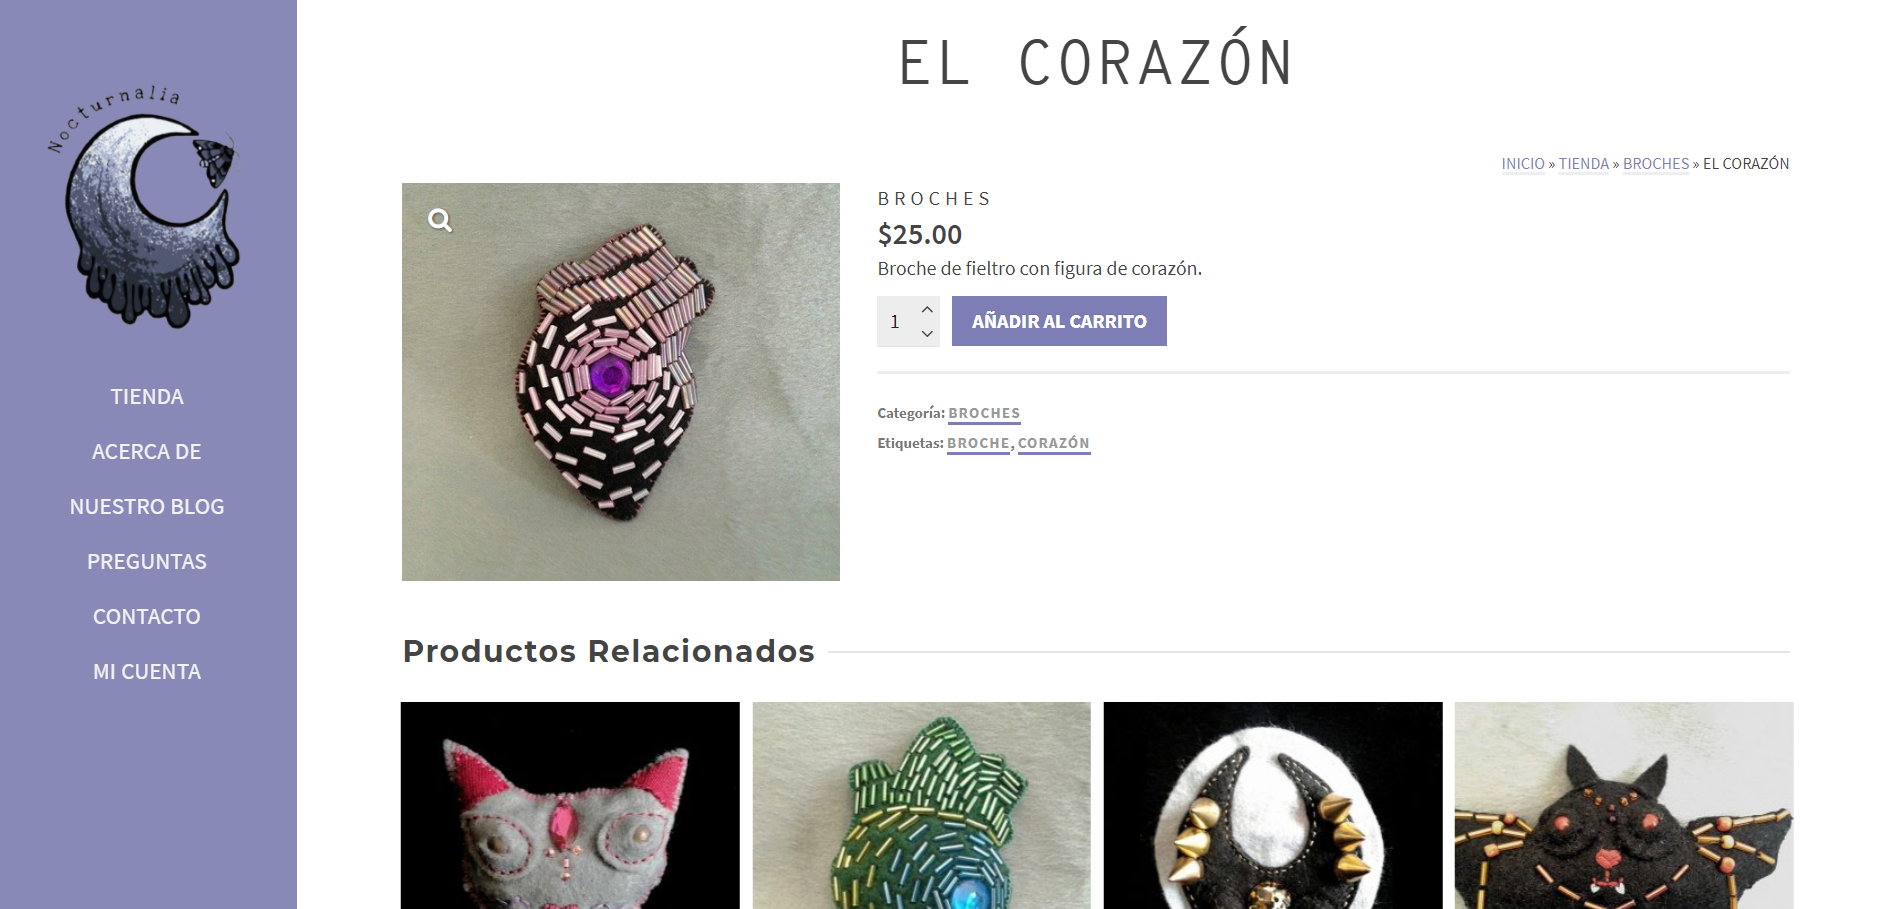 Nocturnalia
TIENDA
ACERCA DE
NUESTRO BLOG
PREGUNTAS
CONTACTO
MI CUENTA
EL CORAZÓN
INICIO » TIENDA » BROCHES » EL CORAZÓN
BROCHES
$25.00
Broche de fieltro con figura de corazón.
1
AÑADIR AL CARRITO
Categoría: BROCHES
Etiquetas: BROCHE, CORAZÓN
Productos Relacionados